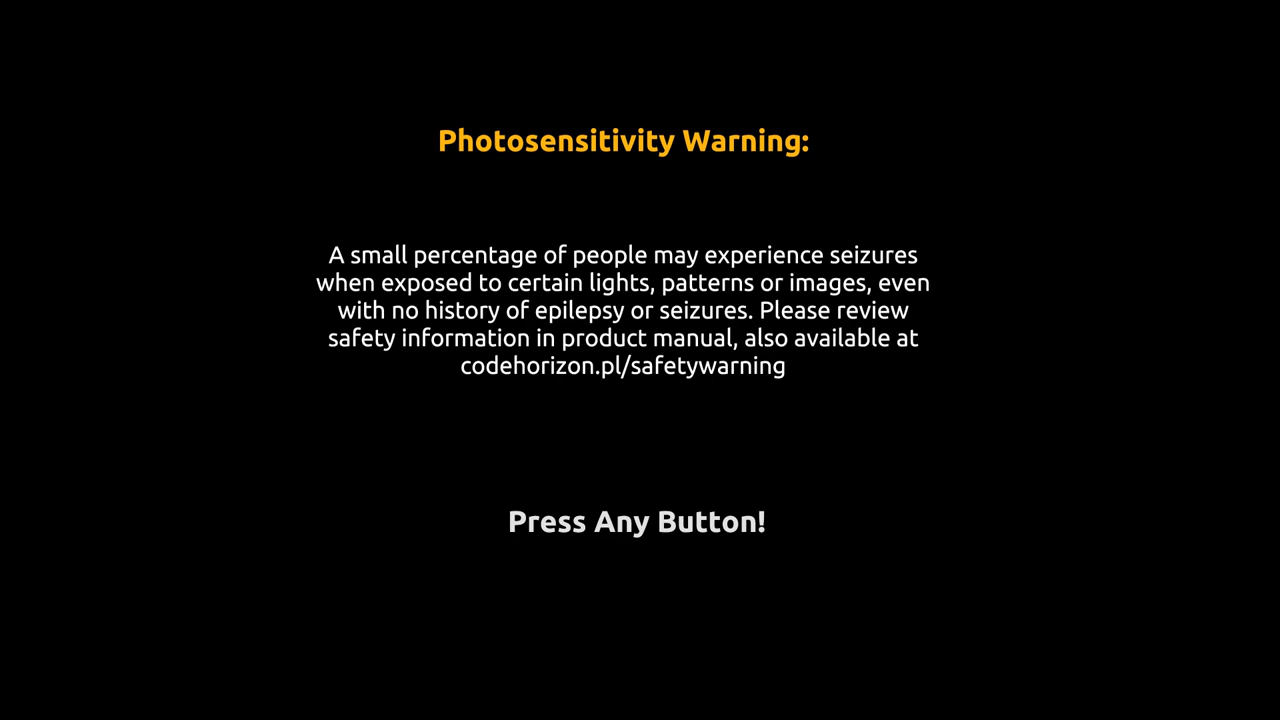 Photosensitivity Warning:
A small percentage of people may experience seizures
when exposed to certain lights, patterns or images, even
with no history of epilepsy or seizures. Please review
safety information in product manual, also available at
codehorizon.pl/safetywarning
Press Any Button!